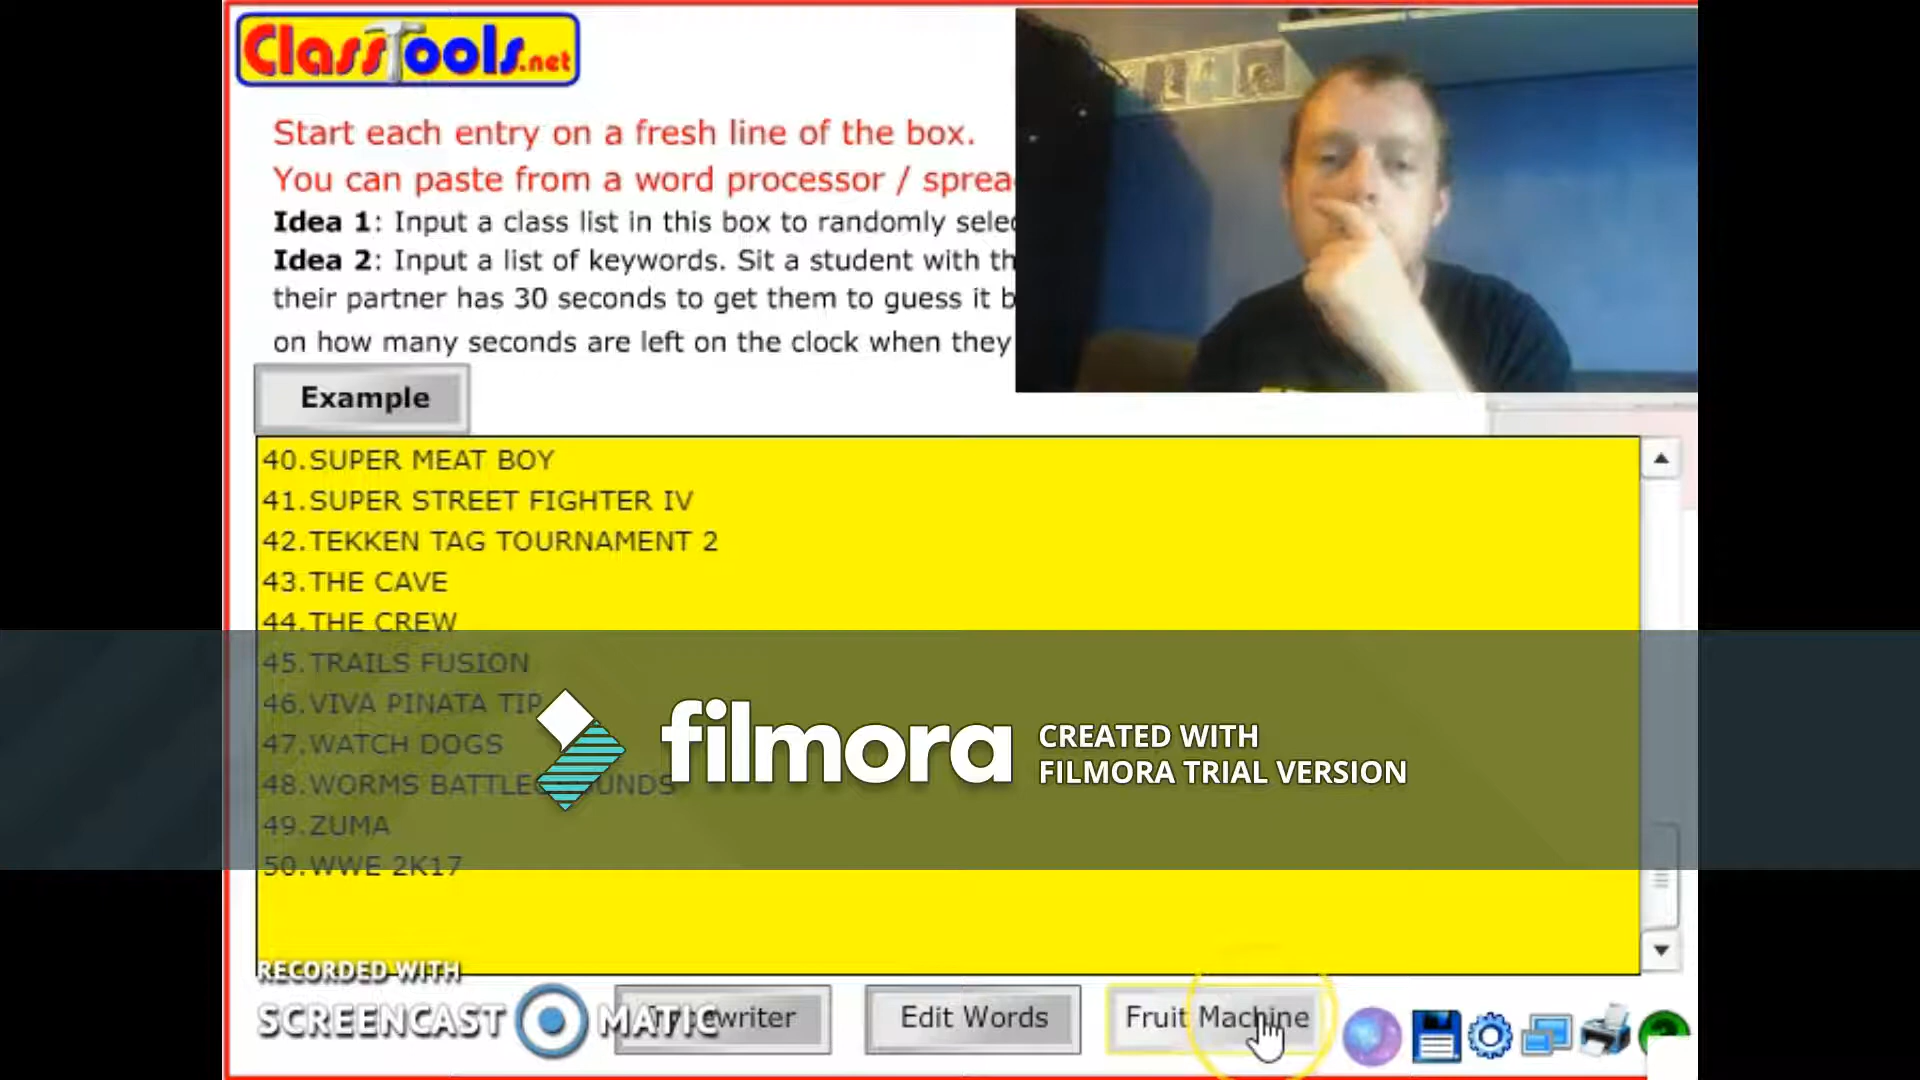 ClassTools.net
Start each entry on a fresh line of the box.
You can paste from a word processor / sprea
Idea 1: Input a class list in this box to randomly selec
Idea 2: Input a list of keywords. Sit a student with th
their partner has 30 seconds to get them to guess it b
on how many seconds are left on the clock when they
Example
40.SUPER MEAT BOY
41.SUPER STREET FIGHTER IV
42.TEKKEN TAG TOURNAMENT 2
43.THE CAVE
44.THE CREW
45.TRAILS FUSION
46.VIVA PINATA TIP
47.WATCH DOGS
48.WORMS BATTLEG UNDS
49.ZUMA
50.WWE 2K17
filmora
CREATED WITH
FILMORA TRIAL VERSION
RECORDED WITH
SCREENCAST MATIC
writer
Edit Words
Fruit Machine